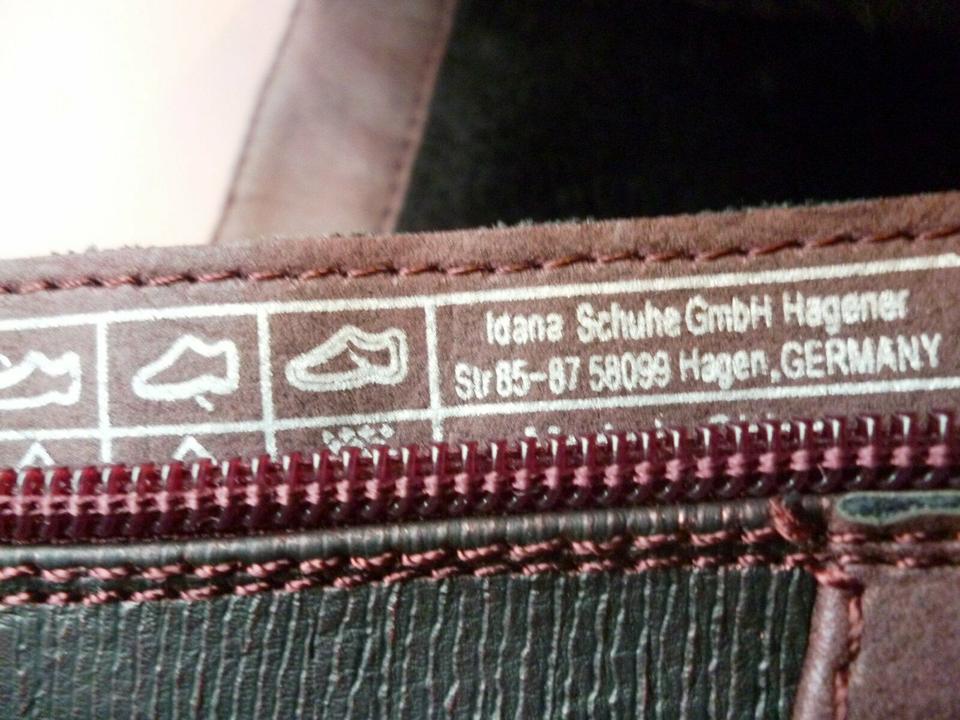 Idana Schuhe GmbH Hagener
Str 85-87 58099 Hagen, GERMANY